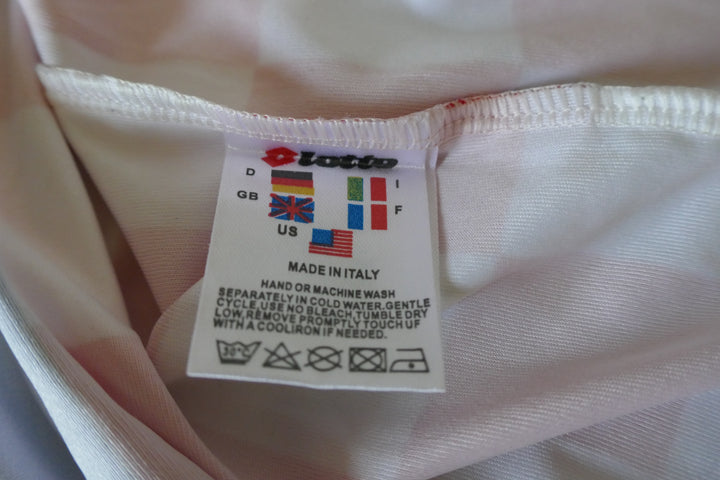 lotto
D I
GB F
US
MADE IN ITALY
HAND OR MACHINE WASH
SEPARATELY IN COLD WATER.GENTLE
CYCLE,USE NO BLEACH,TUMBLE DRY
LOW,REMOVE PROMPTLY TOUCH UF
WITH A COOLIRON IF NEEDED.
30°C